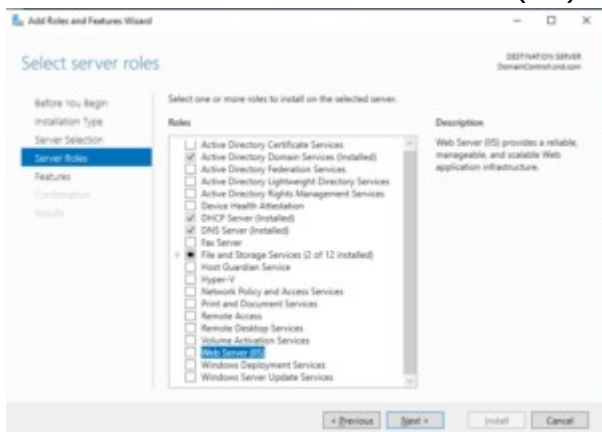 Add Roles and Features Wizard
Select server roles
DESTINATION SERVER
Before You Begin
Installation Type
Server Selection
Server Roles
Features
Confirmation
Results
Select one or more roles to install on the selected server.
Roles
Active Directory Certificate Services
Active Directory Domain Services (Installed)
Active Directory Federation Services
Active Directory Lightweight Directory Services
Active Directory Rights Management Services
Device Health Attestation
DHCP Server (Installed)
DNS Server (Installed)
Fax Server
File and Storage Services (2 of 12 installed)
Host Guardian Service
Hyper-V
Network Policy and Access Services
Print and Document Services
Remote Access
Remote Desktop Services
Volume Activation Services
Web Server (IIS)
Windows Deployment Services
Windows Server Update Services
Description
Web Server (IIS) provides a reliable,
manageable, and scalable Web
application infrastructure.
< Previous
Next >
Install
Cancel